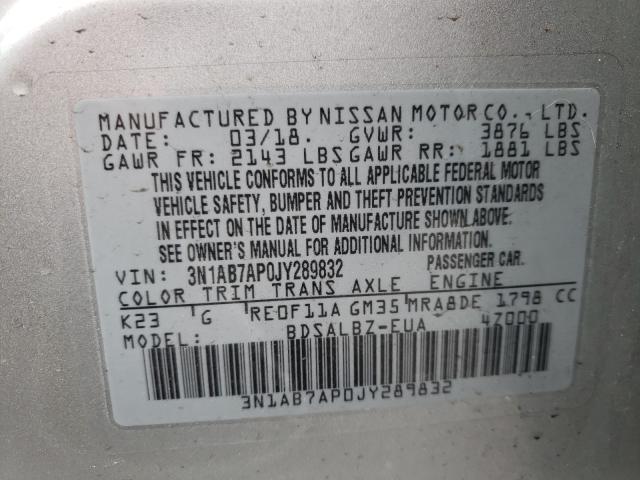 MANUFACTURED BY NISSAN MOTOR CO., LTD.
DATE: 03/18. GVWR: 3876 LBS
GAWR FR: 2143 LBS GAWR RR: 1881 LBS
THIS VEHICLE CONFORMS TO ALL APPLICABLE FEDERAL MOTOR
VEHICLE SAFETY, BUMPER AND THEFT PREVENTION STANDARDS
IN EFFECT ON THE DATE OF MANUFACTURE SHOWN ABOVE.
SEE OWNER'S MANUAL FOR ADDITIONAL INFORMATION.
VIN: 3N1AB7AP0JY289832 PASSENGER CAR.
COLOR TRIM TRANS AXLE ENGINE
K23 G RE0F11A GM35 MRA8DE 1798 CC
MODEL: BDSALBZ-EUA 47000
3N1AB7AP0JY289832